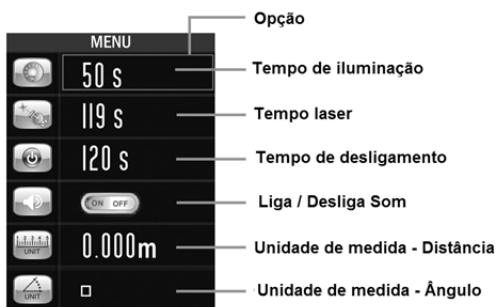 Opção
MENU
50 s
Tempo de iluminação
119 s
Tempo laser
120 s
Tempo de desligamento
ON OFF
Liga / Desliga Som
UNIT
0.000m
Unidade de medida - Distância
UNIT
Unidade de medida - Ângulo